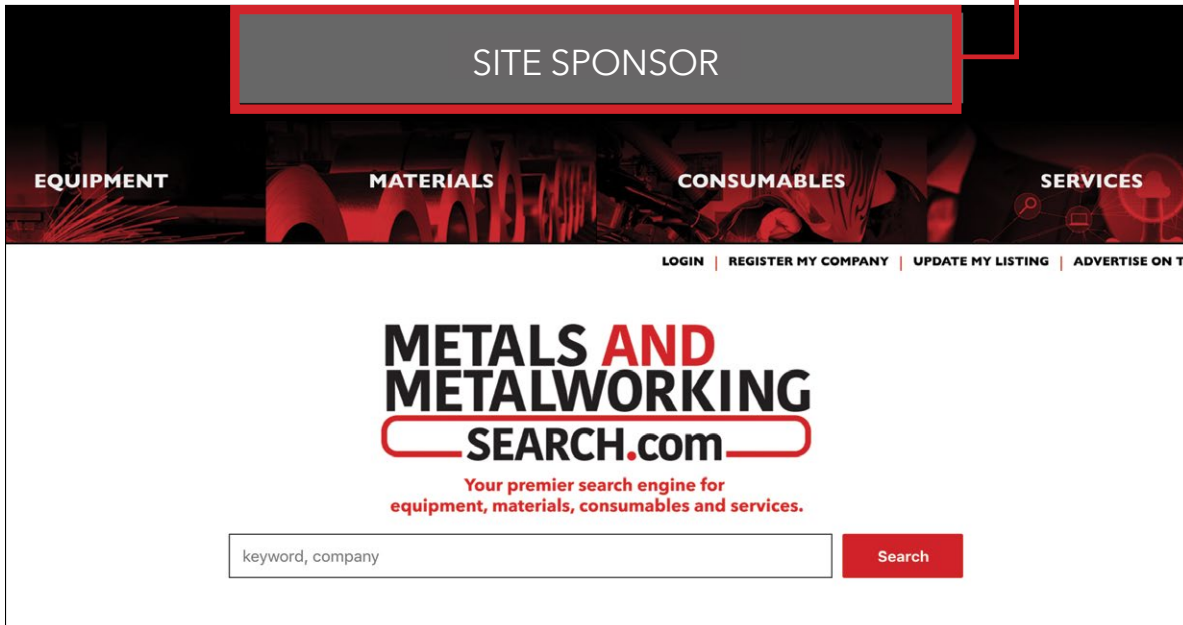 SITE SPONSOR
EQUIPMENT MATERIALS CONSUMABLES SERVICES
LOGIN | REGISTER MY COMPANY | UPDATE MY LISTING | ADVERTISE ON T
METALS AND
METALWORKING
SEARCH.com
Your premier search engine for
equipment, materials, consumables and services.
keyword, company Search